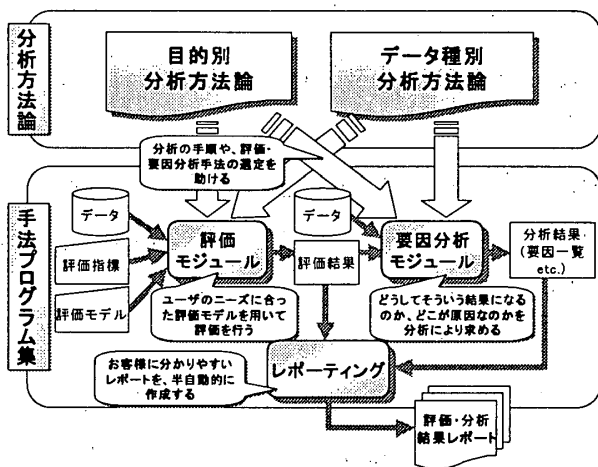 分析方法論
目的別
分析方法論
データ種別
分析方法論
分析の手順や、評価・
要因分析手法の選定を
助ける
手法プログラム集
データ
評価指標
評価モデル
評価
モジュール
ユーザのニーズに合っ
た評価モデルを用いて
評価を行う
データ
評価結果
要因分析
モジュール
分析結果
(要因一覧
etc.)
どうしてそういう結果になる
のか、どこが原因なのかを
分析により求める
お客様に分かりやすい
レポートを、半自動的に
作成する
レポーティング
評価・分析
結果レポート